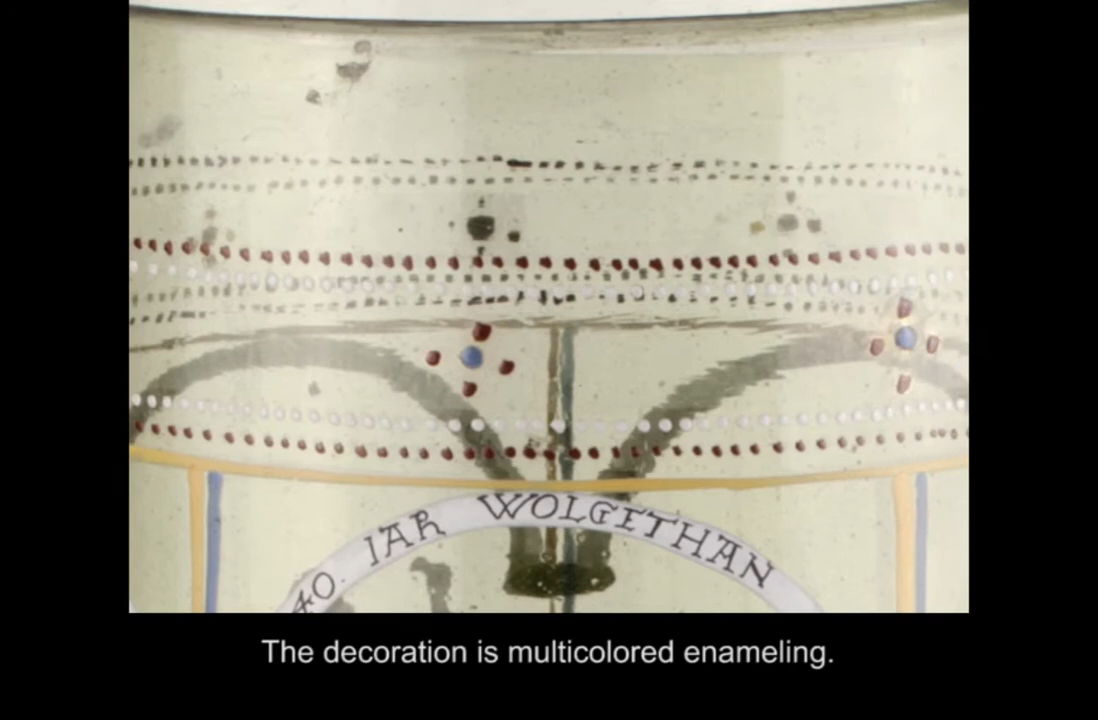 40. IAR WOLGETHAN
The decoration is multicolored enameling.